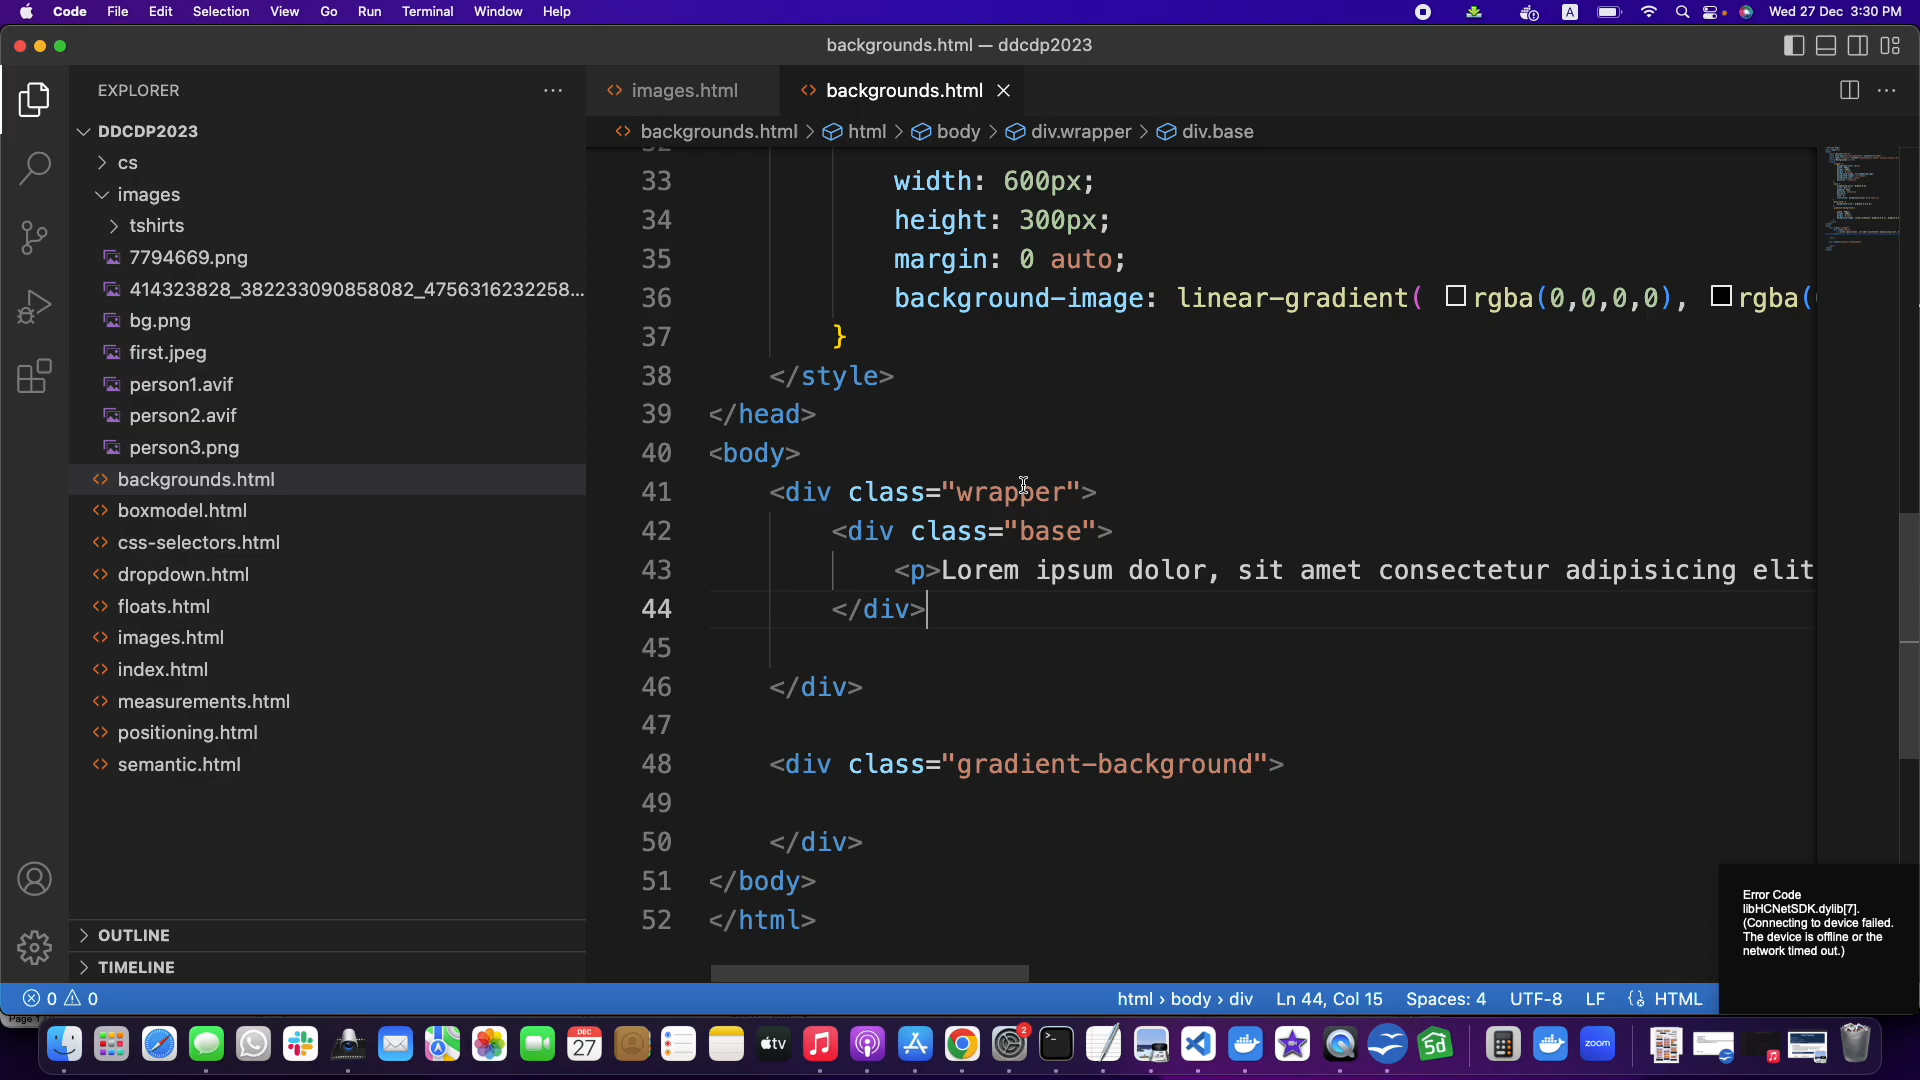 Code File Edit Selection View Go Run Terminal Window Help A Wed 27 Dec 3:30 PM
backgrounds.html — ddcdp2023
EXPLORER
images.html
backgrounds.html
backgrounds.html > html > body > div.wrapper > div.base
DDCDP2023
cs
images
tshirts
7794669.png
414323828_382233090858082_4756316232258...
bg.png
first.jpeg
person1.avif
person2.avif
person3.png
backgrounds.html
boxmodel.html
css-selectors.html
dropdown.html
floats.html
images.html
index.html
measurements.html
positioning.html
semantic.html
OUTLINE
TIMELINE
32
33 width: 600px;
34 height: 300px;
35 margin: 0 auto;
36 background-image: linear-gradient( rgba(0,0,0,0), rgba(
37 }
38 </style>
39 </head>
40 <body>
41 <div class="wrapper">
42 <div class="base">
43 <p>Lorem ipsum dolor, sit amet consectetur adipisicing elit
44 </div>
45
46 </div>
47
48 <div class="gradient-background">
49
50 </div>
51 </body>
52 </html>
Error Code
libHCNetSDK.dylib[7].
(Connecting to device failed.
The device is offline or the
network timed out.)
0 0 html > body > div Ln 44, Col 15 Spaces: 4 UTF-8 LF HTML
DEC
27
tv
2
5d
zoom